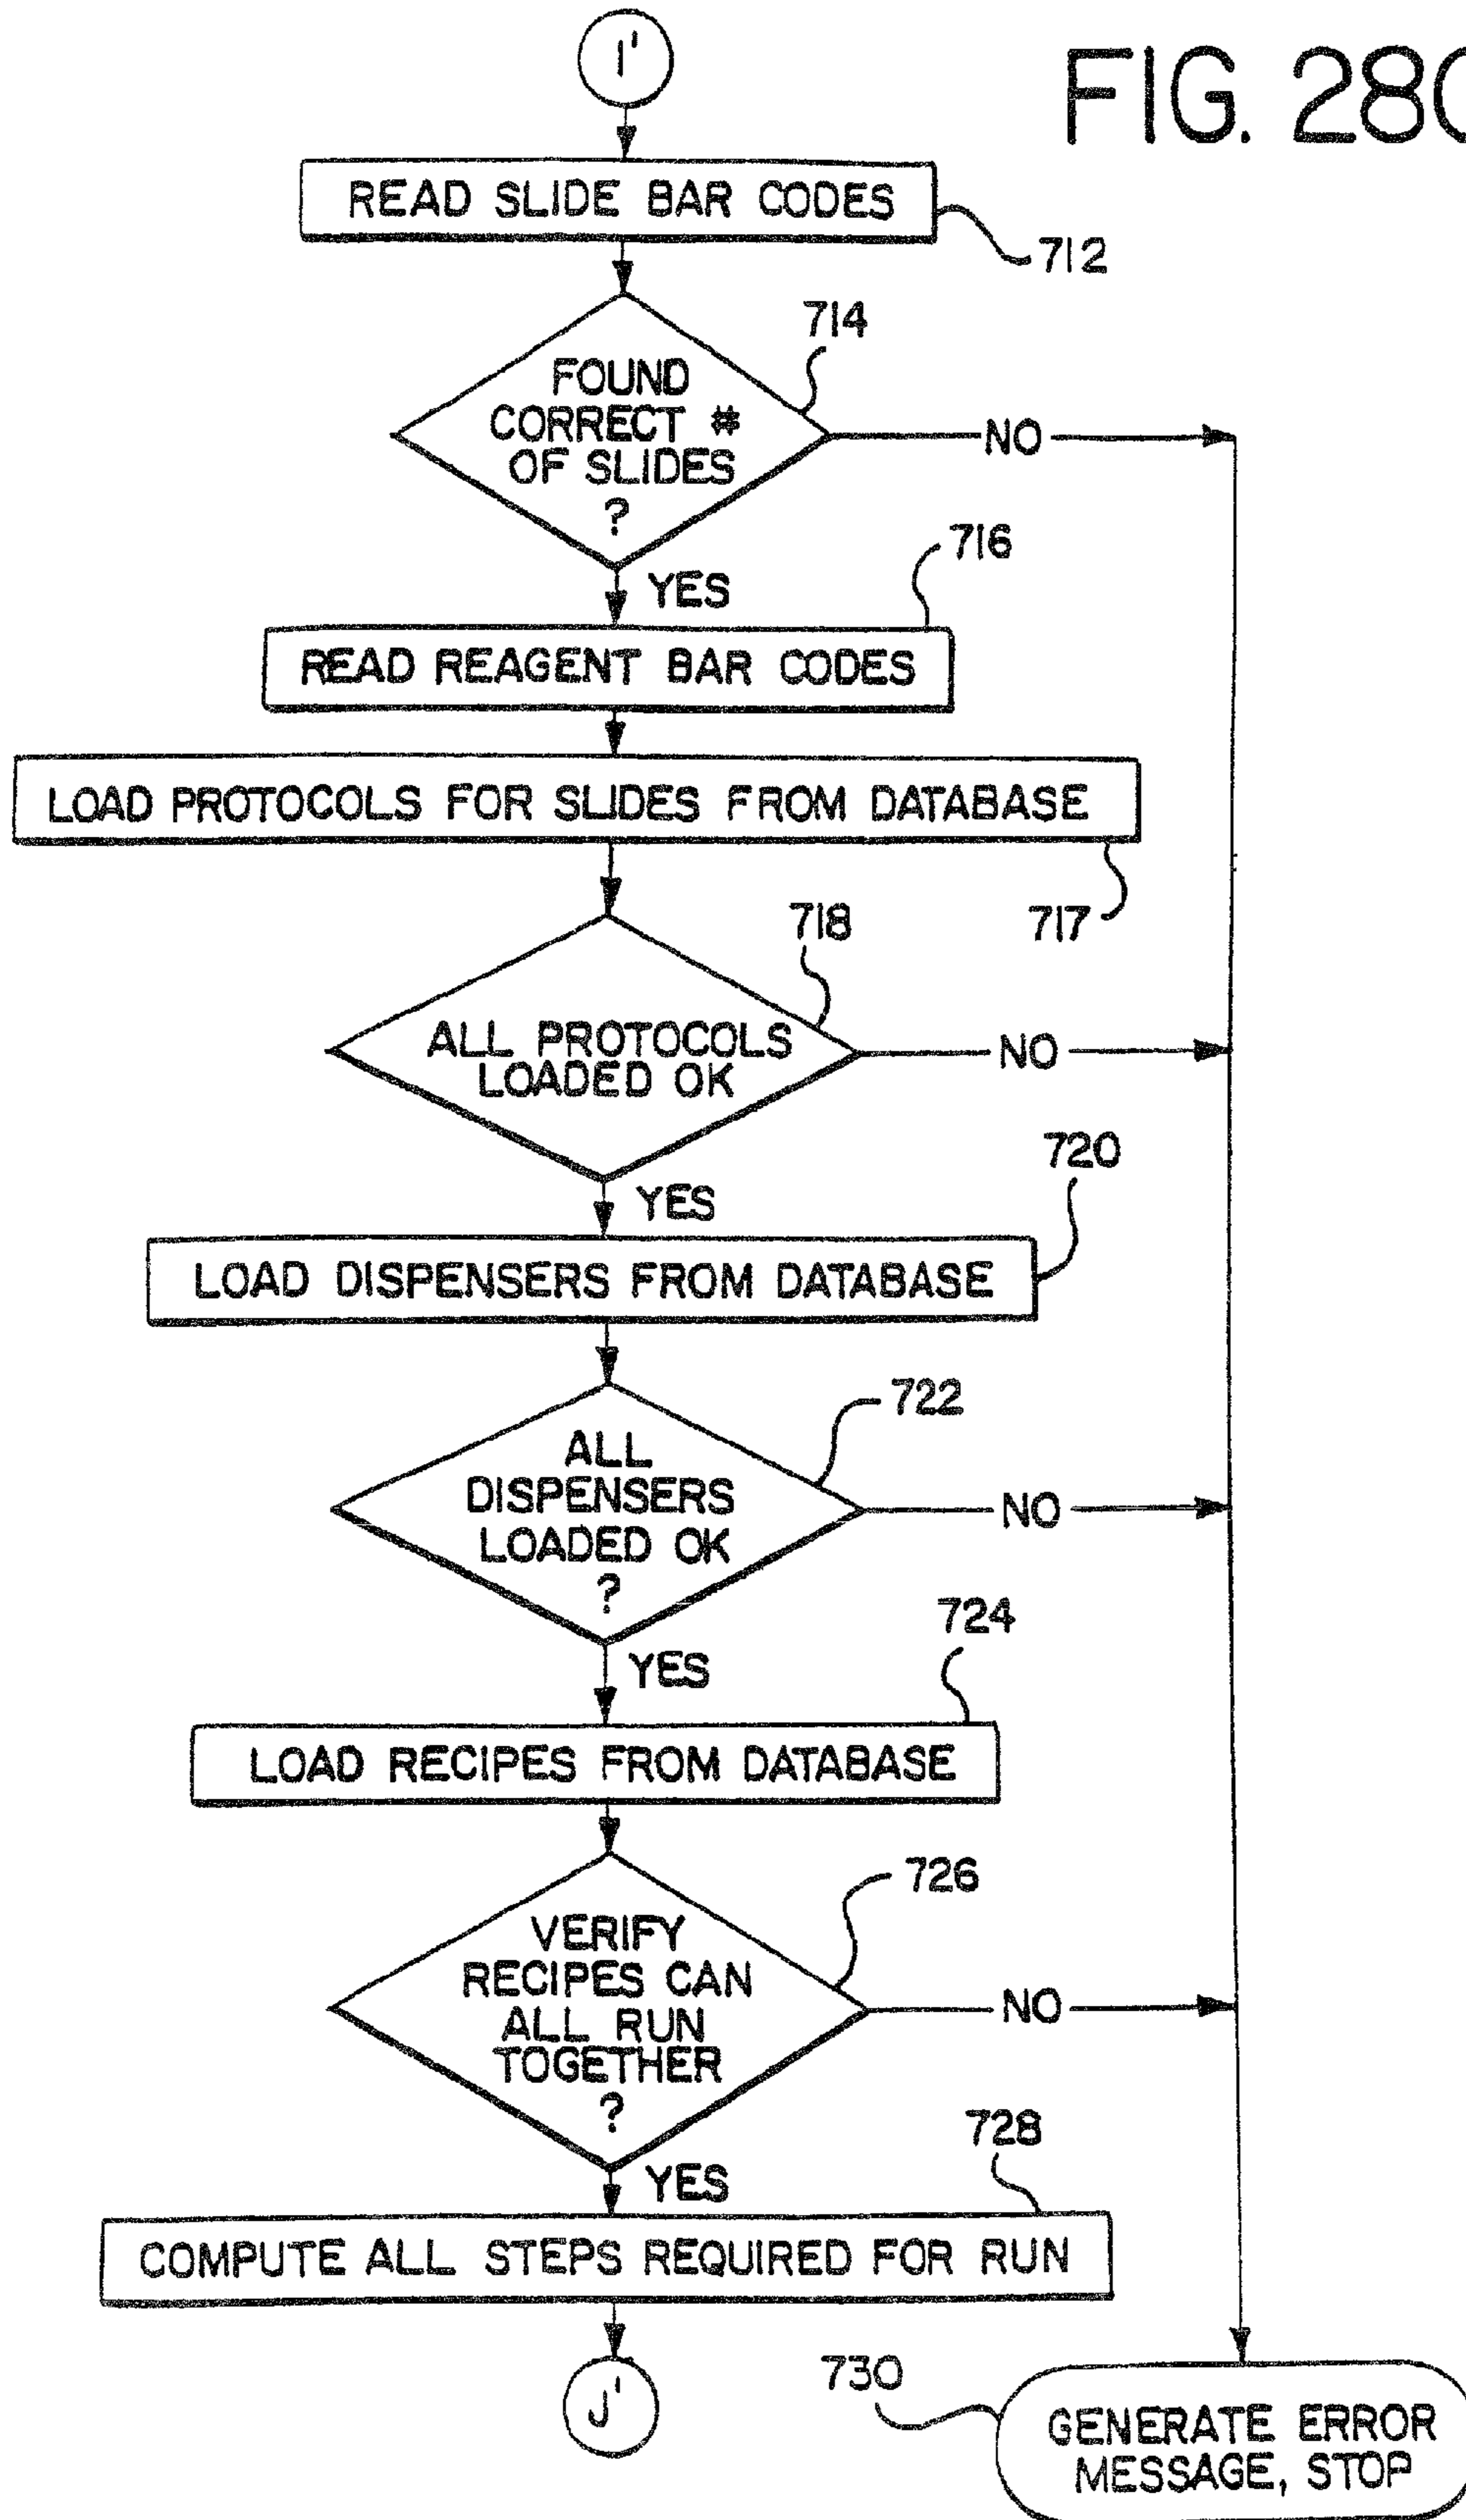 I'
FIG. 28C
READ SLIDE BAR CODES
712
714
FOUND
CORRECT #
OF SLIDES
?
NO
YES
716
READ REAGENT BAR CODES
LOAD PROTOCOLS FOR SLIDES FROM DATABASE
717
718
ALL PROTOCOLS
LOADED OK
NO
YES
720
LOAD DISPENSERS FROM DATABASE
722
ALL
DISPENSERS
LOADED OK
?
NO
YES
724
LOAD RECIPES FROM DATABASE
726
VERIFY
RECIPES CAN
ALL RUN
TOGETHER
?
NO
YES
728
COMPUTE ALL STEPS REQUIRED FOR RUN
J'
730
GENERATE ERROR
MESSAGE, STOP